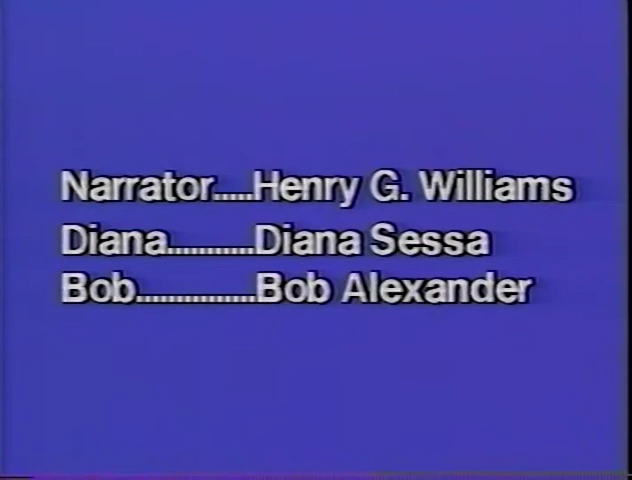 Narrator.....Henry G. Williams
Diana...........Diana Sessa
Bob...............Bob Alexander